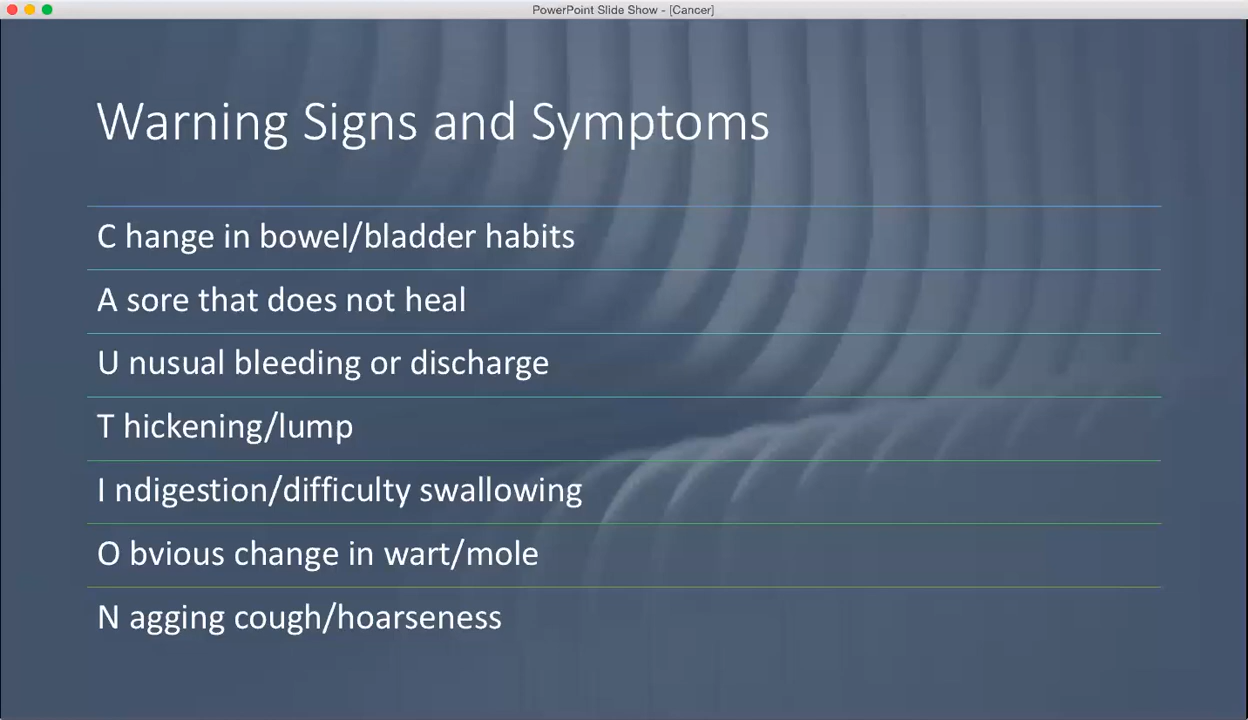 PowerPoint Slide Show - [Cancer]
Warning Signs and Symptoms
C hange in bowel/bladder habits
A sore that does not heal
U nusual bleeding or discharge
T hickening/lump
I ndigestion/difficulty swallowing
O bvious change in wart/mole
N agging cough/hoarseness